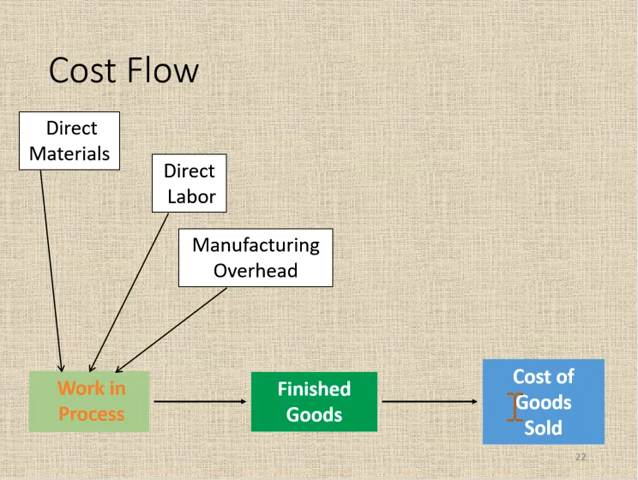 Cost Flow
Direct
Materials
Direct
Labor
Manufacturing
Overhead
Work in
Process
Finished
Goods
Cost of
Goods
Sold
22